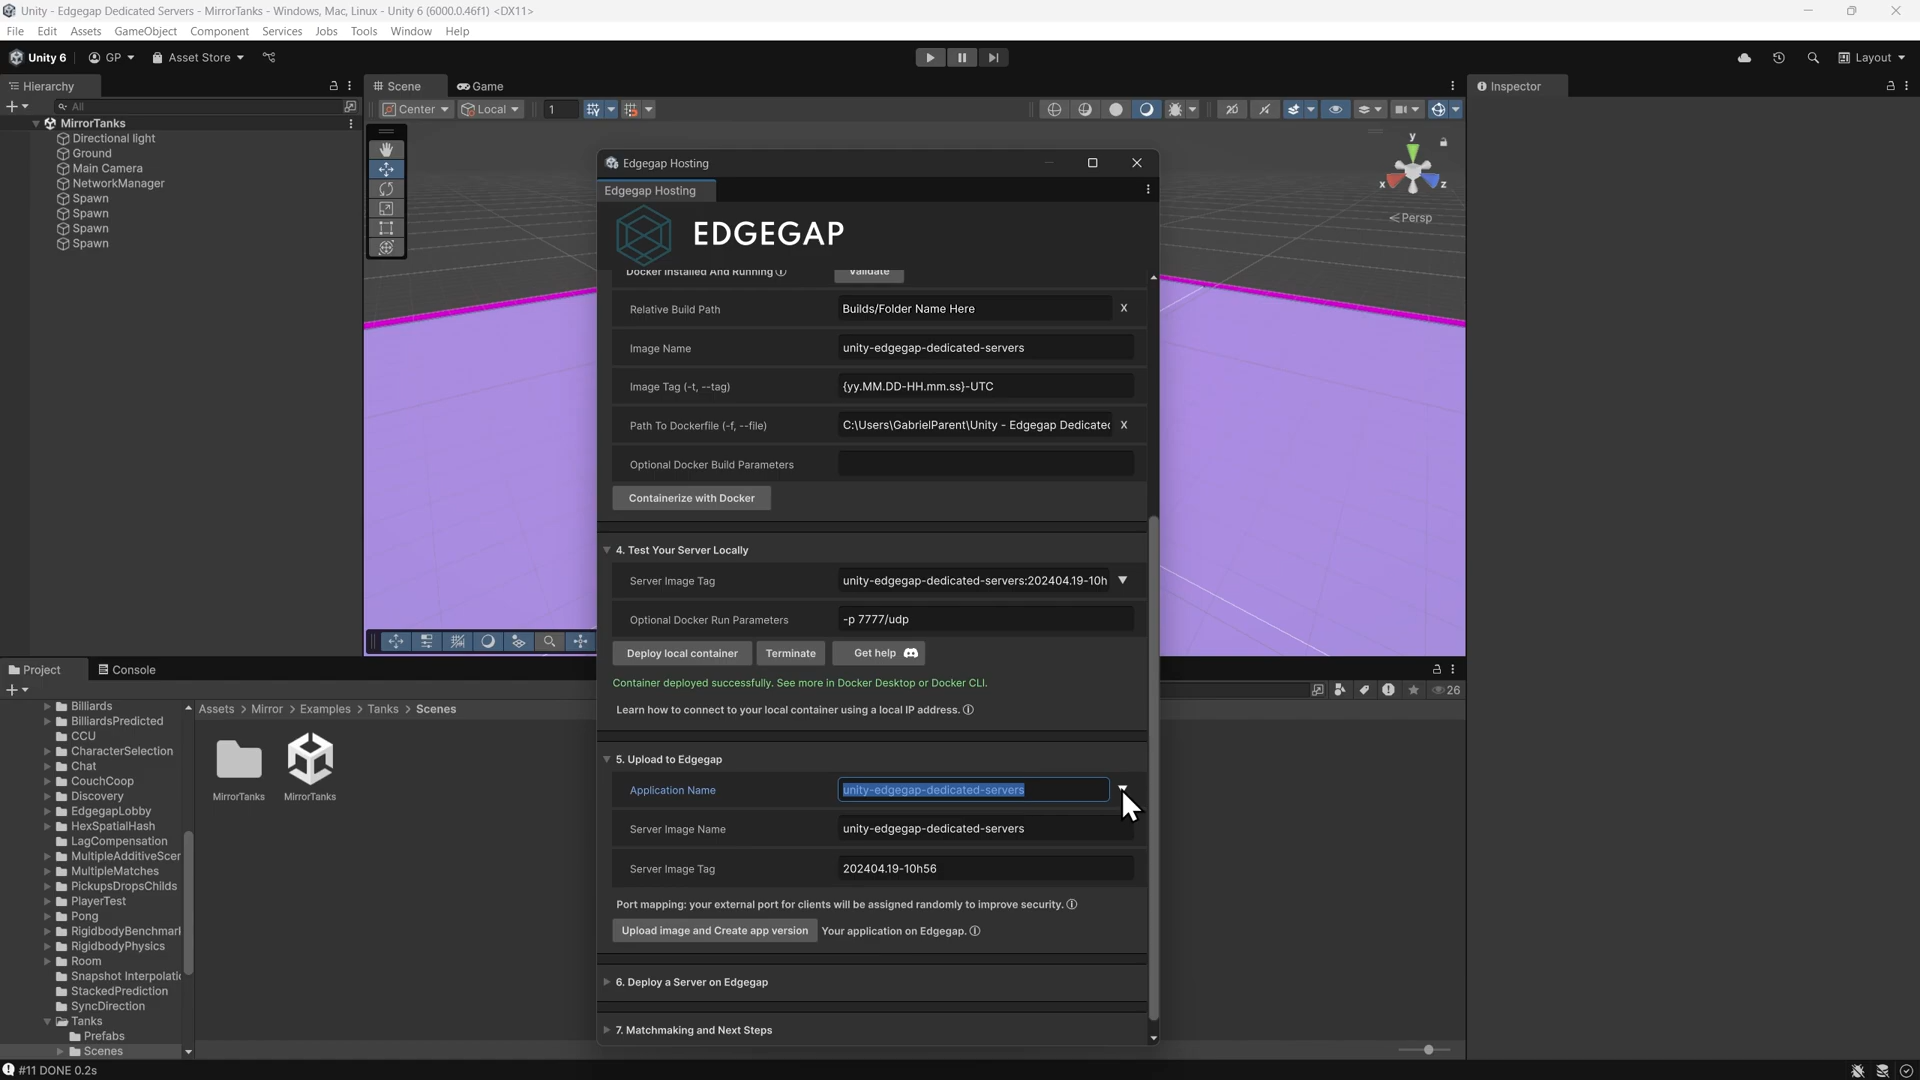 Unity - Edgegap Dedicated Servers - MirrorTanks - Windows, Mac, Linux - Unity 6 (6000.0.46f1) <DX11>
File Edit Assets GameObject Component Services Jobs Tools Window Help
Unity 6 GP Asset Store Layout
Hierarchy
All
MirrorTanks
Directional light
Ground
Main Camera
NetworkManager
Spawn
Spawn
Spawn
Spawn
Scene Game
Center Local 1
y
x z
Persp
Inspector
Edgegap Hosting
Edgegap Hosting
EDGEGAP
Docker Installed And Running Validate
Relative Build Path Builds/Folder Name Here X
Image Name unity-edgegap-dedicated-servers
Image Tag (-t, --tag) {yy.MM.DD-HH.mm.ss}-UTC
Path To Dockerfile (-f, --file) C:\Users\GabrielParent\Unity - Edgegap Dedicated X
Optional Docker Build Parameters
Containerize with Docker
4. Test Your Server Locally
Server Image Tag unity-edgegap-dedicated-servers:202404.19-10h
Optional Docker Run Parameters -p 7777/udp
Deploy local container Terminate Get help
Container deployed successfully. See more in Docker Desktop or Docker CLI.
Learn how to connect to your local container using a local IP address.
5. Upload to Edgegap
Application Name unity-edgegap-dedicated-servers
Server Image Name unity-edgegap-dedicated-servers
Server Image Tag 202404.19-10h56
Port mapping: your external port for clients will be assigned randomly to improve security.
Upload image and Create app version Your application on Edgegap.
6. Deploy a Server on Edgegap
7. Matchmaking and Next Steps
Project Console
26
Billiards
BilliardsPredicted
CCU
CharacterSelection
Chat
CouchCoop
Discovery
EdgegapLobby
HexSpatialHash
LagCompensation
MultipleAdditiveScer
MultipleMatches
PickupsDropsChilds
PlayerTest
Pong
RigidbodyBenchmarl
RigidbodyPhysics
Room
Snapshot Interpolati
StackedPrediction
SyncDirection
Tanks
Prefabs
Scenes
Assets > Mirror > Examples > Tanks > Scenes
MirrorTanks MirrorTanks
#11 DONE 0.2s